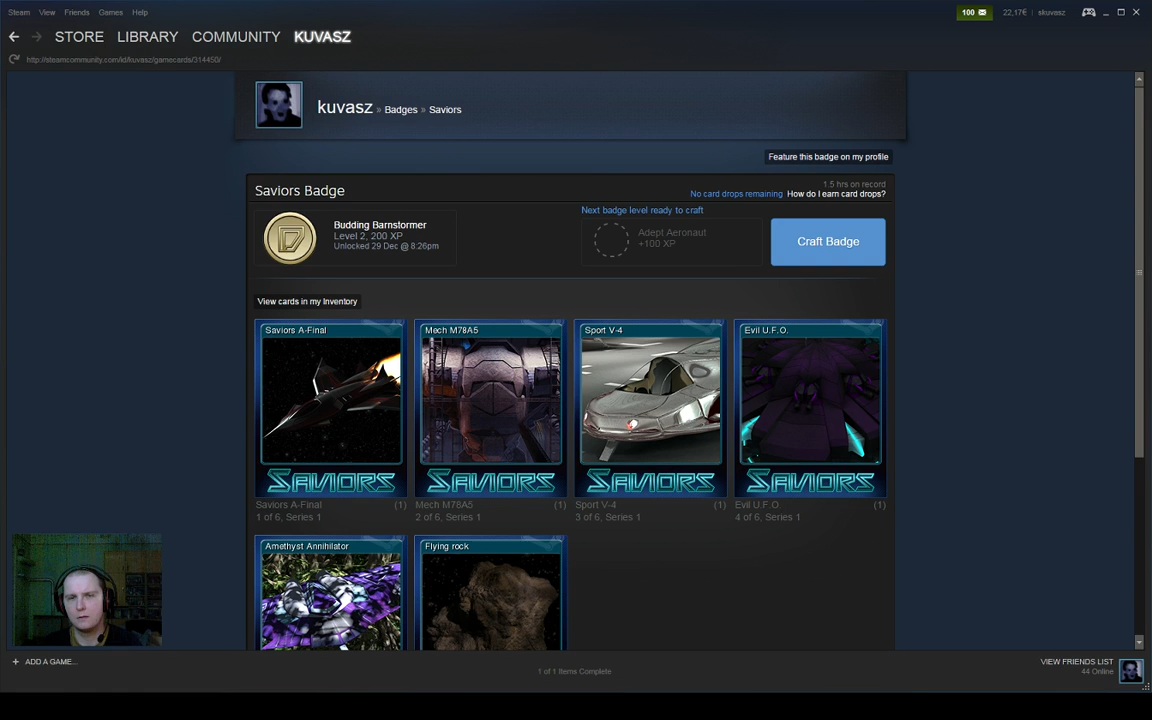 Steam View Friends Games Help
100
22,17€ skuvasz
STORE LIBRARY COMMUNITY KUVASZ
http://steamcommunity.com/id/kuvasz/gamecards/314450/
kuvasz » Badges » Saviors
Feature this badge on my profile
Saviors Badge
1.5 hrs on record
No card drops remaining How do I earn card drops?
Next badge level ready to craft
Budding Barnstormer
Level 2, 200 XP
Unlocked 29 Dec @ 8:26pm
Adept Aeronaut
+100 XP
Craft Badge
View cards in my Inventory
Saviors A-Final
Mech M78A5
Sport V-4
Evil U.F.O.
SAVIORS
SAVIORS
SAVIORS
SAVIORS
Saviors A-Final (1)
1 of 6, Series 1
Mech M78A5 (1)
2 of 6, Series 1
Sport V-4 (1)
3 of 6, Series 1
Evil U.F.O. (1)
4 of 6, Series 1
Amethyst Annihilator
Flying rock
+ ADD A GAME...
1 of 1 Items Complete
VIEW FRIENDS LIST
44 Online